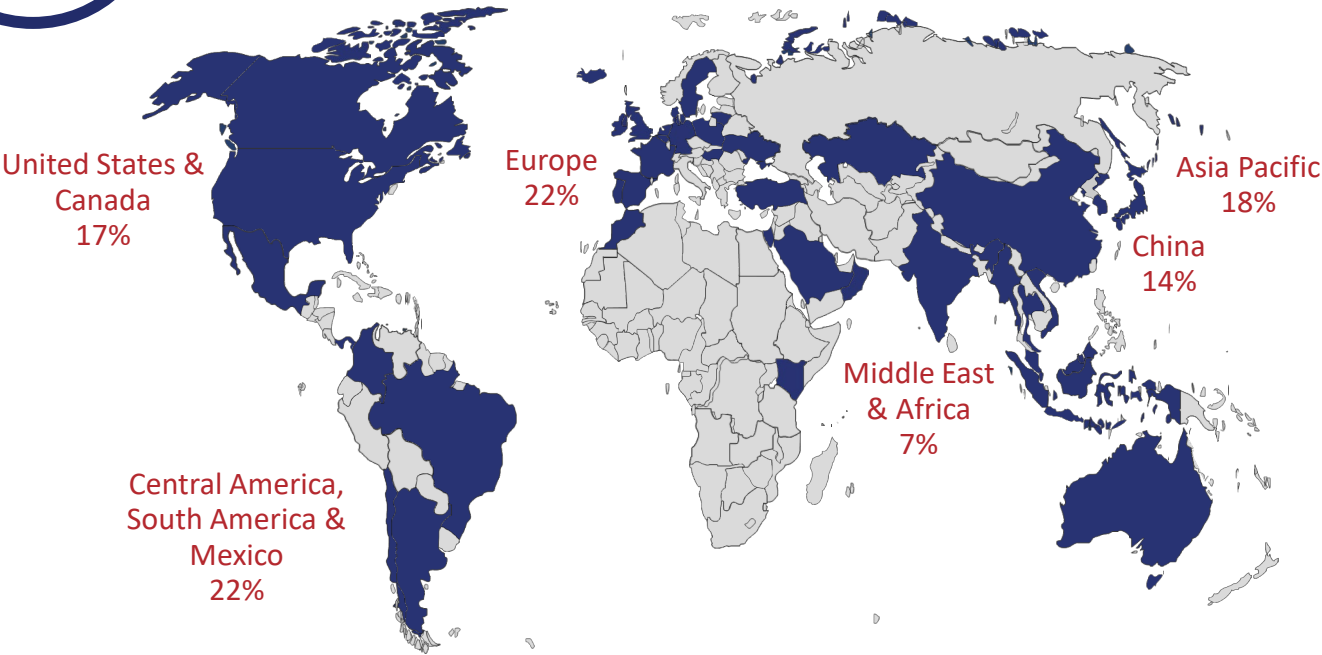 United States &
Canada
17%
Europe
22%
Asia Pacific
18%
China
14%
Middle East
& Africa
7%
Central America,
South America &
Mexico
22%